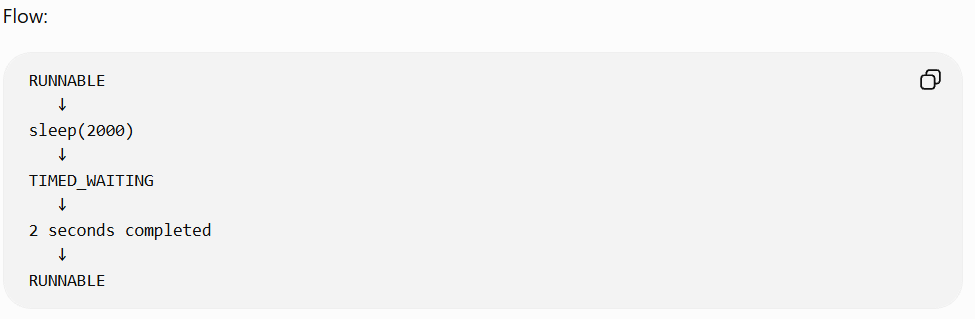 Flow:
RUNNABLE
↓
sleep(2000)
↓
TIMED_WAITING
↓
2 seconds completed
↓
RUNNABLE